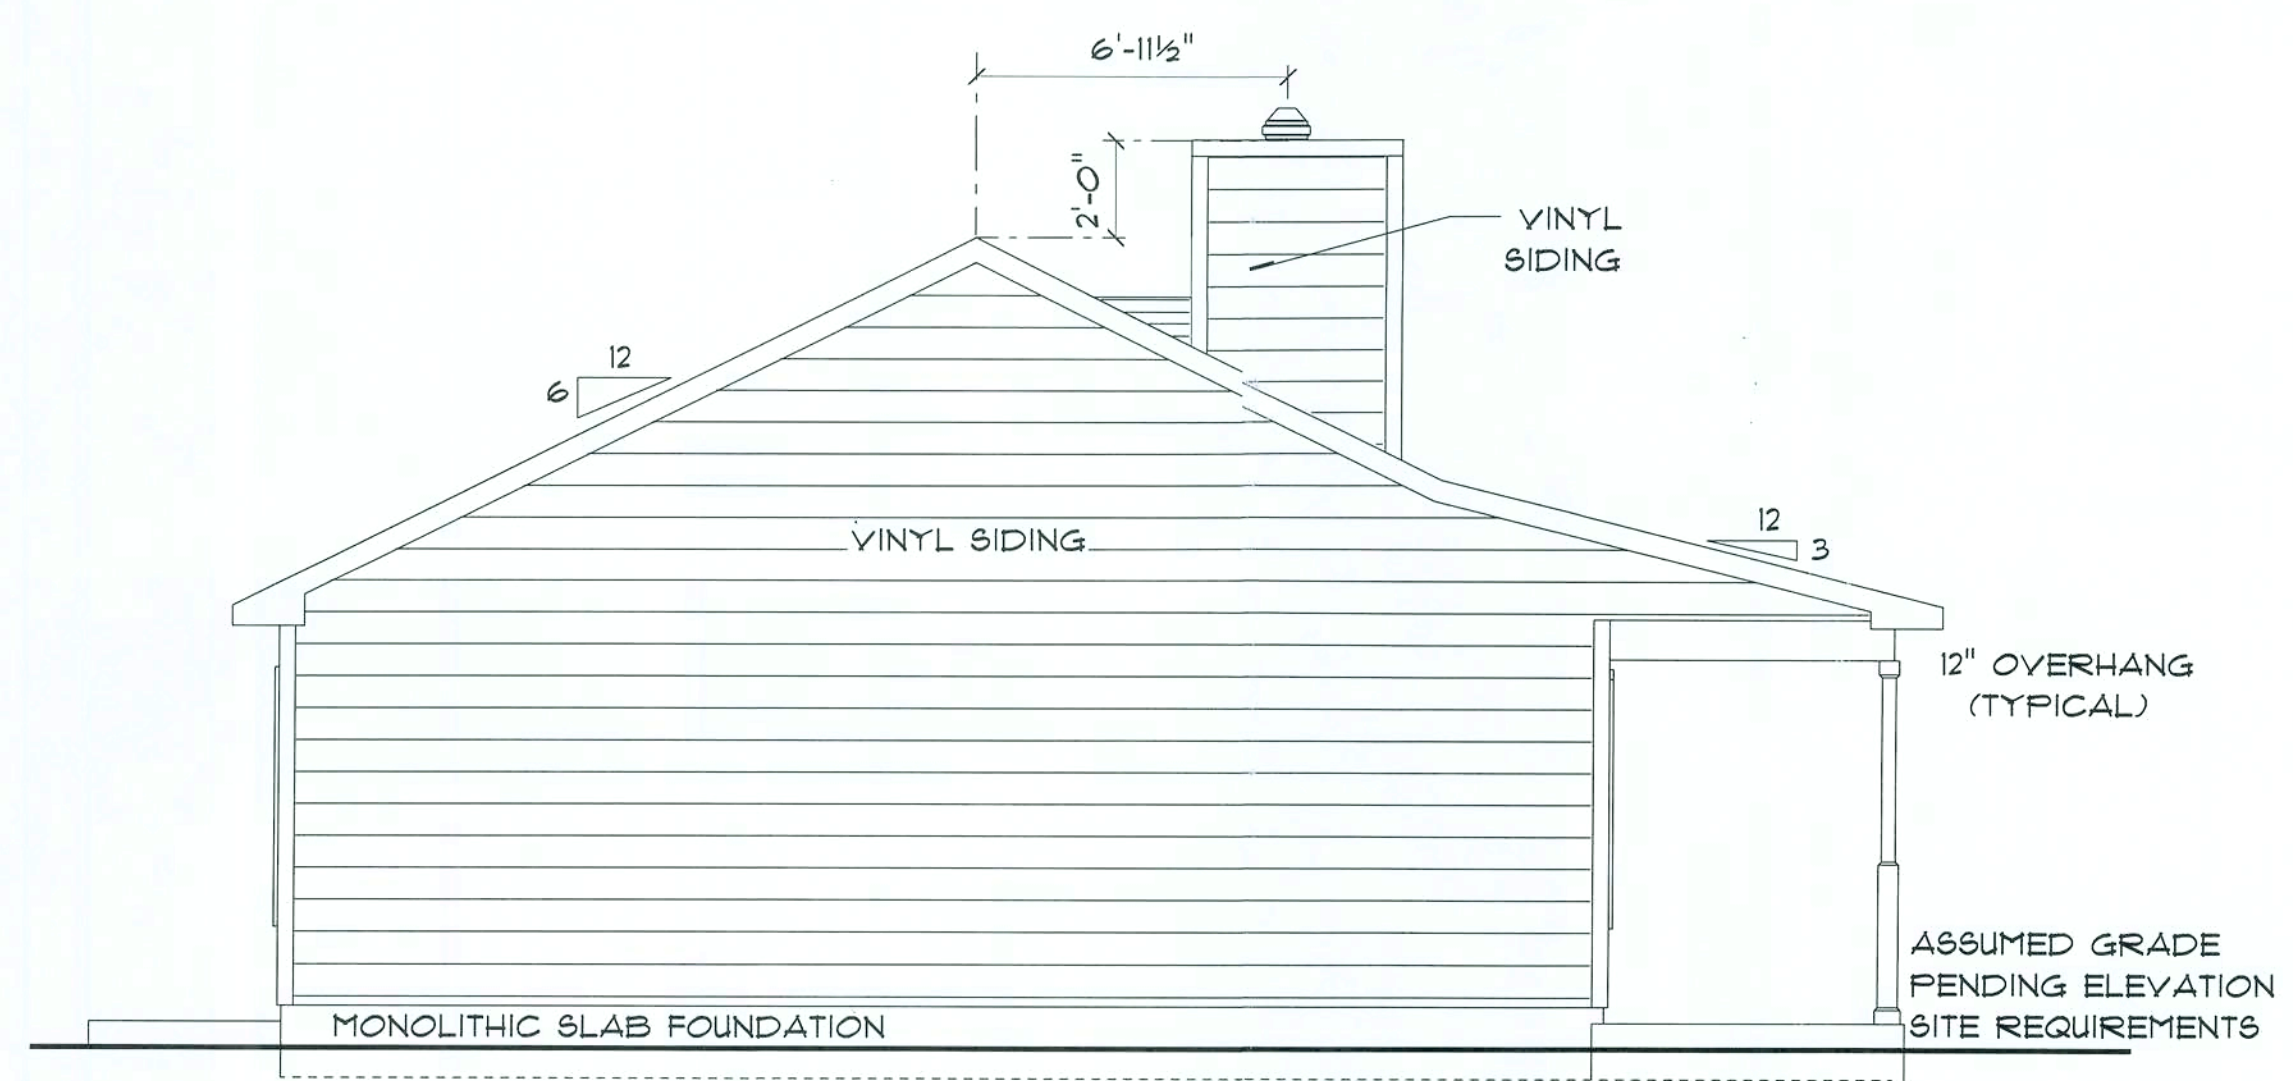 6'-11½"
2'-0"
VINYL
SIDING
12
6
VINYL SIDING
12
3
12" OVERHANG
(TYPICAL)
ASSUMED GRADE
PENDING ELEVATION
SITE REQUIREMENTS
MONOLITHIC SLAB FOUNDATION